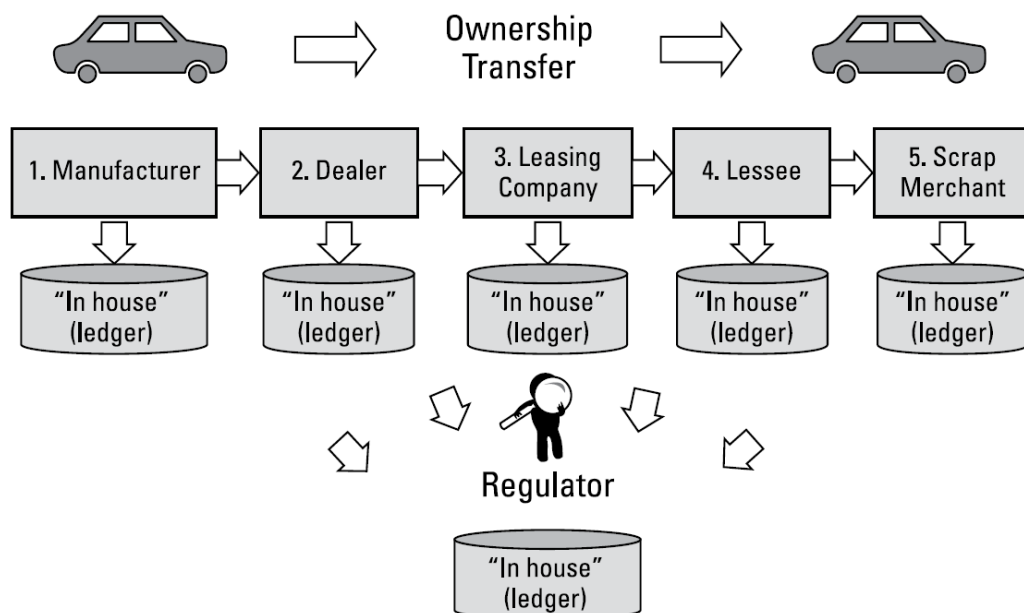 Ownership
Transfer
1. Manufacturer
2. Dealer
3. Leasing
Company
4. Lessee
5. Scrap
Merchant
“In house”
(ledger)
“In house”
(ledger)
“In house”
(ledger)
“In house”
(ledger)
“In house”
(ledger)
Regulator
“In house”
(ledger)